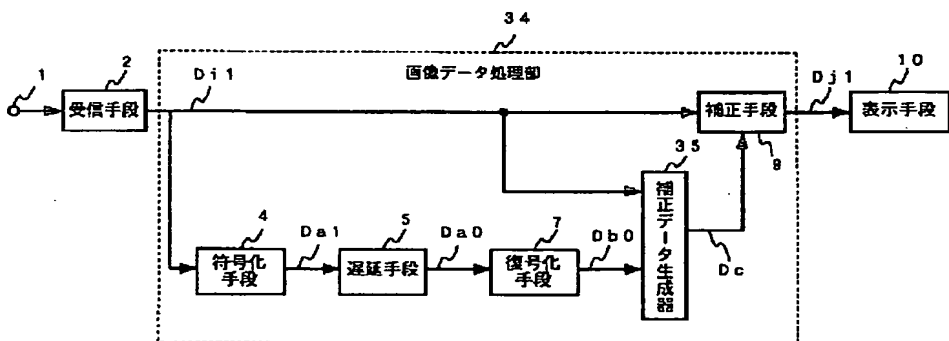 34
画像データ処理部
1
2
受信手段
Di1
補正手段
9
Dj1
10
表示手段
35
補正データ生成器
Dc
4
符号化
手段
Da1
5
遅延手段
Da0
7
復号化
手段
Db0